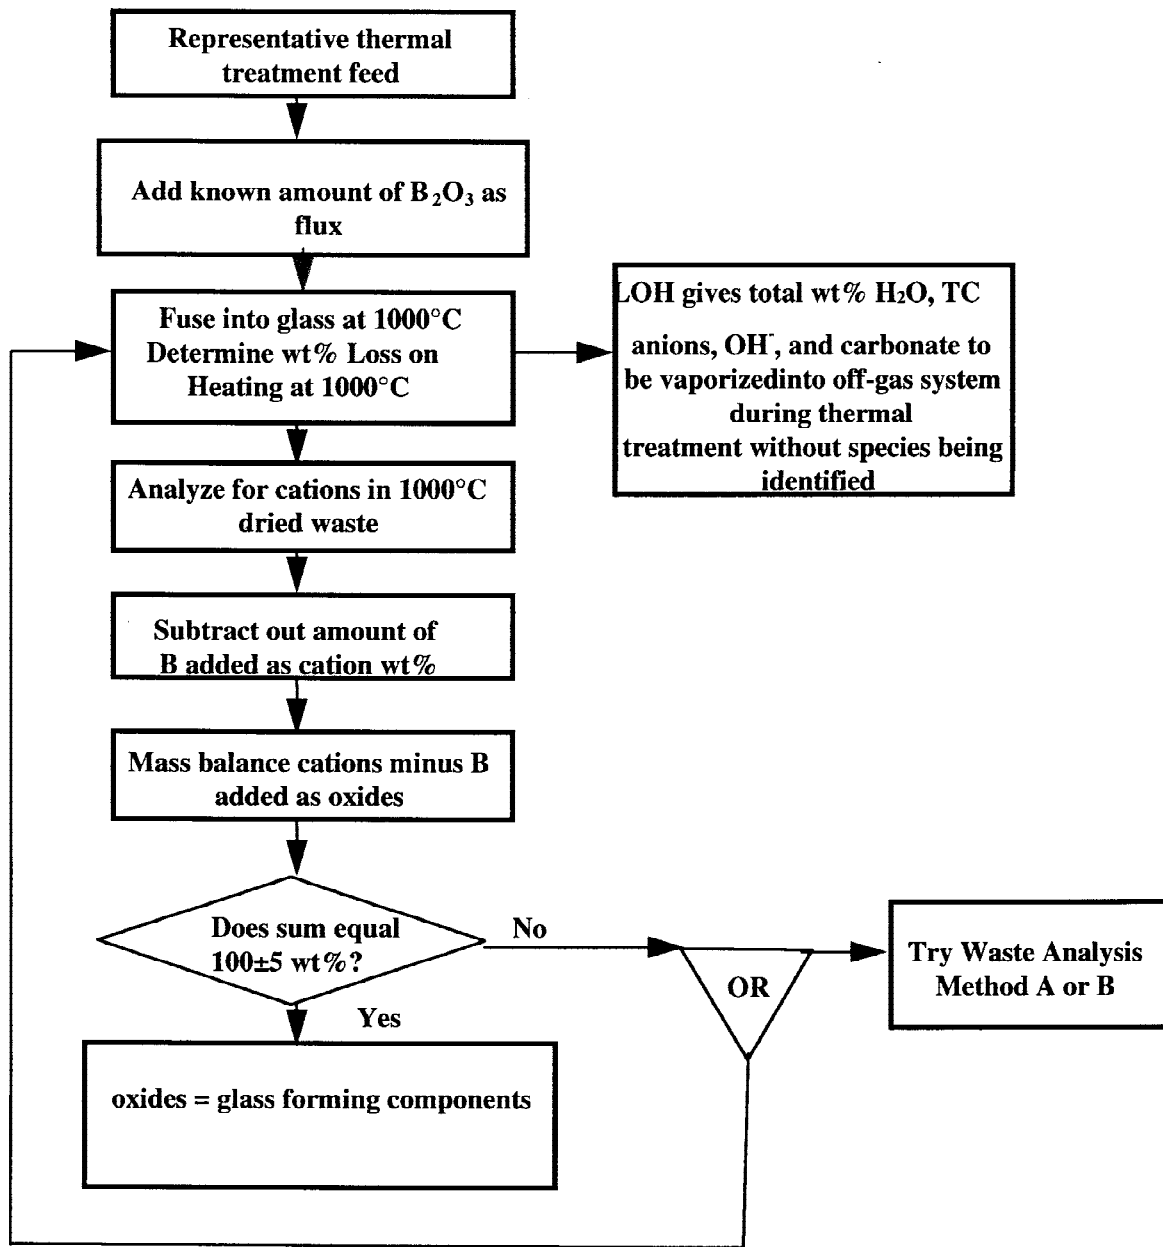 Representative thermal
treatment feed
Add known amount of B₂O₃ as
flux
Fuse into glass at 1000°C
Determine wt% Loss on
Heating at 1000°C
LOH gives total wt% H₂O, TC
anions, OH⁻, and carbonate to
be vaporizedinto off-gas system
during thermal
treatment without species being
identified
Analyze for cations in 1000°C
dried waste
Subtract out amount of
B added as cation wt%
Mass balance cations minus B
added as oxides
Does sum equal
100±5 wt%?
No
OR
Try Waste Analysis
Method A or B
Yes
oxides = glass forming components